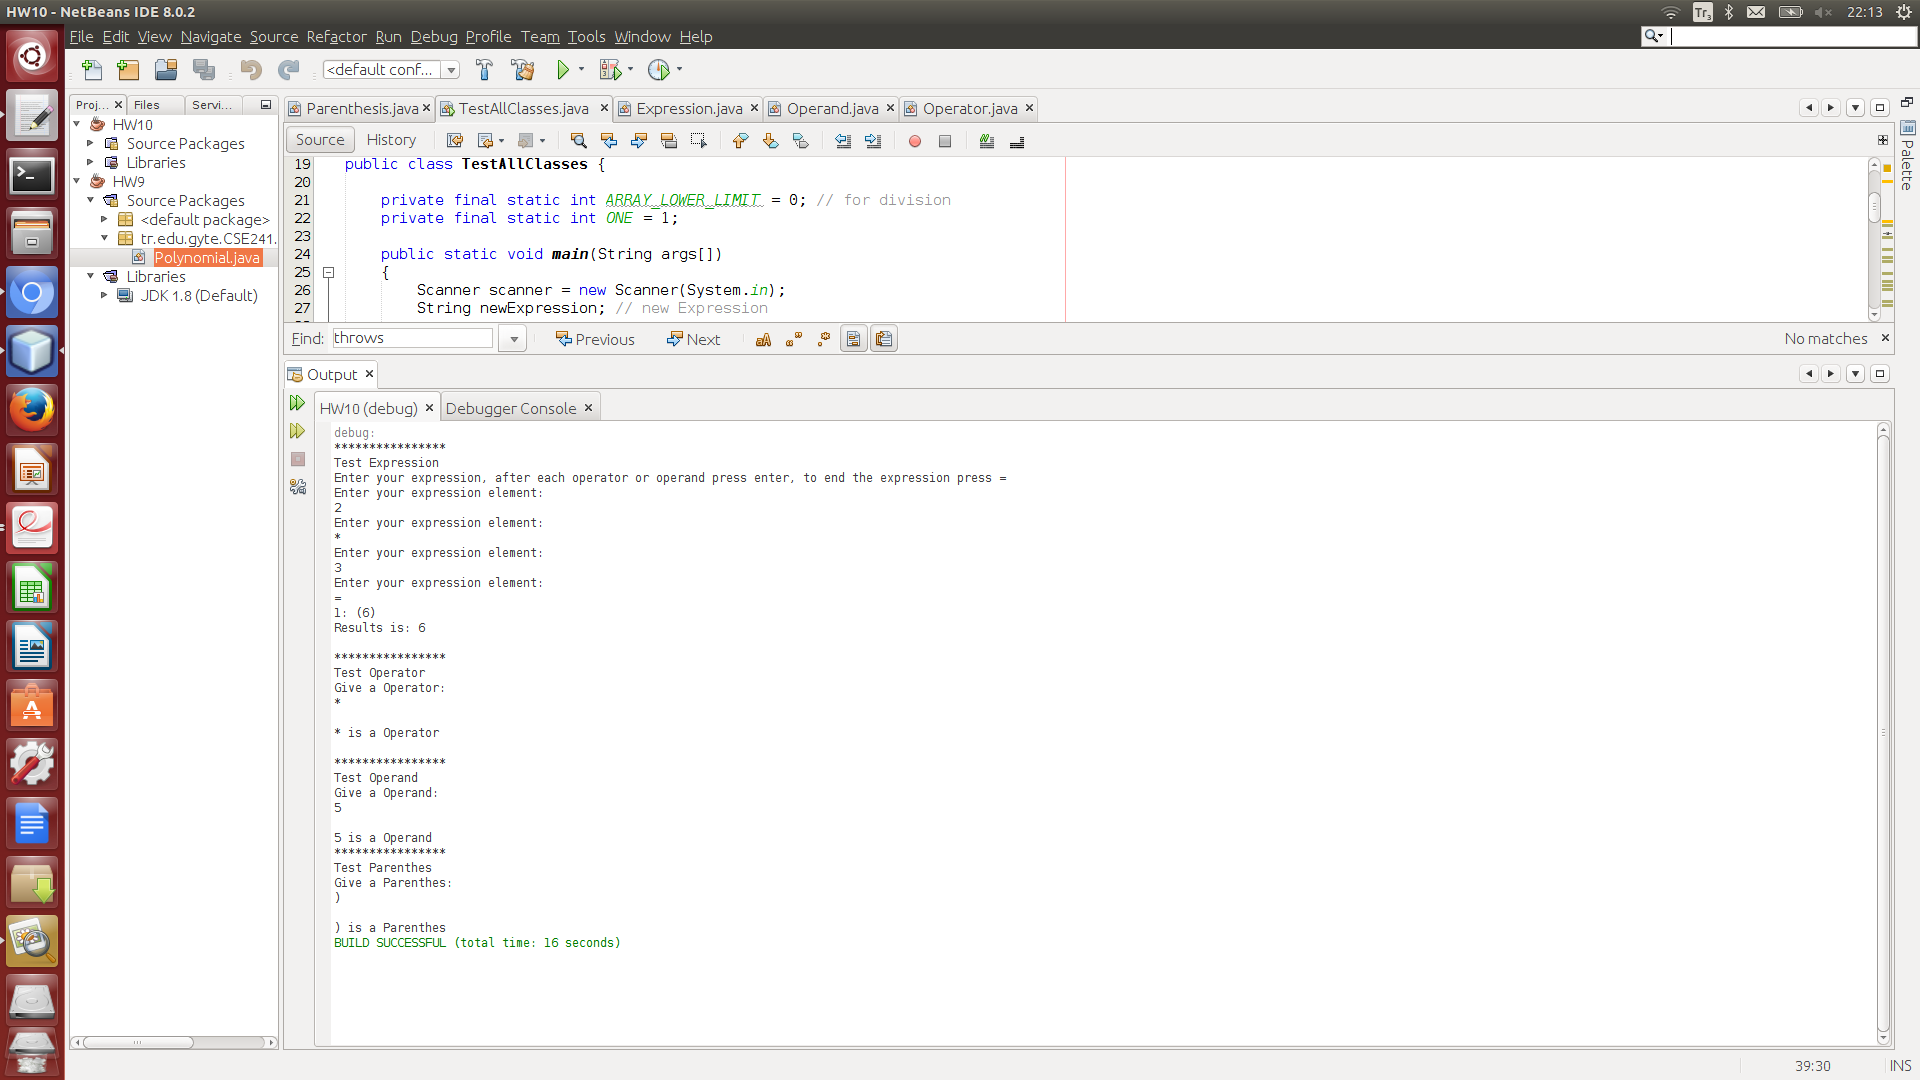 HW10 - NetBeans IDE 8.0.2
Tr3
22:13
File Edit View Navigate Source Refactor Run Debug Profile Team Tools Window Help
<default conf...
Proj... Files Servi...
HW10
Source Packages
Libraries
HW9
Source Packages
<default package>
tr.edu.gyte.CSE241.
Polynomial.java
Libraries
JDK 1.8 (Default)
Parenthesis.java TestAllClasses.java Expression.java Operand.java Operator.java
Source History
Palette
19 public class TestAllClasses {
20
21 private final static int ARRAY_LOWER_LIMIT = 0; // for division
22 private final static int ONE = 1;
23
24 public static void main(String args[])
25 {
26 Scanner scanner = new Scanner(System.in);
27 String newExpression; // new Expression
Find: throws Previous Next No matches
Output
HW10 (debug) Debugger Console
debug:
****************
Test Expression
Enter your expression, after each operator or operand press enter, to end the expression press =
Enter your expression element:
2
Enter your expression element:
*
Enter your expression element:
3
Enter your expression element:
=
1: (6)
Results is: 6
****************
Test Operator
Give a Operator:
*
* is a Operator
****************
Test Operand
Give a Operand:
5
5 is a Operand
****************
Test Parenthes
Give a Parenthes:
)
) is a Parenthes
BUILD SUCCESSFUL (total time: 16 seconds)
39:30 INS